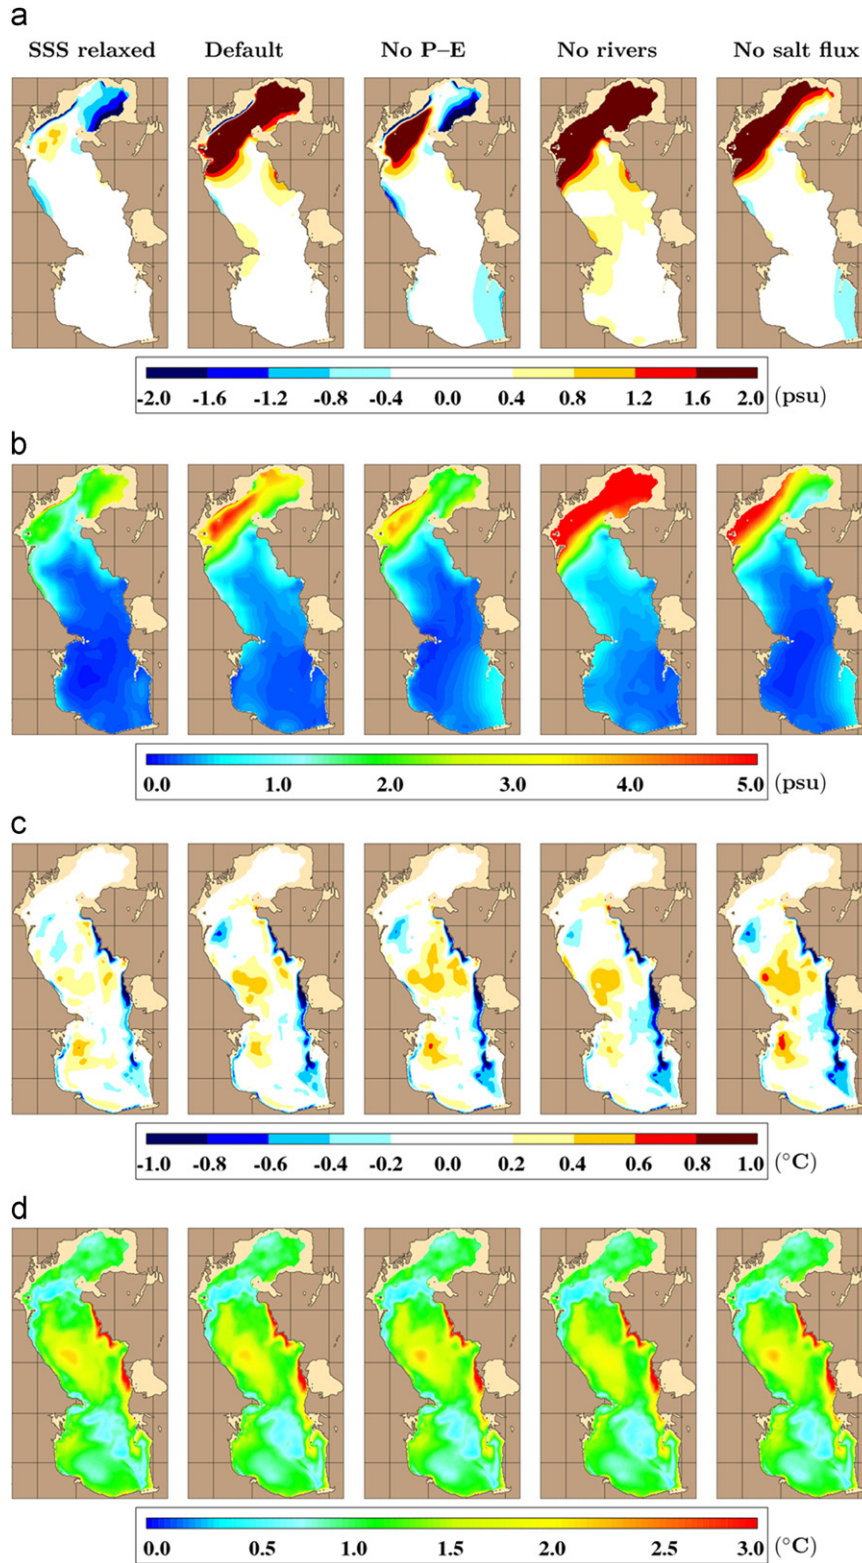 a
SSS relaxed Default No P–E No rivers No salt flux
-2.0 -1.6 -1.2 -0.8 -0.4 0.0 0.4 0.8 1.2 1.6 2.0 (psu)
b
0.0 1.0 2.0 3.0 4.0 5.0 (psu)
c
-1.0 -0.8 -0.6 -0.4 -0.2 0.0 0.2 0.4 0.6 0.8 1.0 (°C)
d
0.0 0.5 1.0 1.5 2.0 2.5 3.0 (°C)